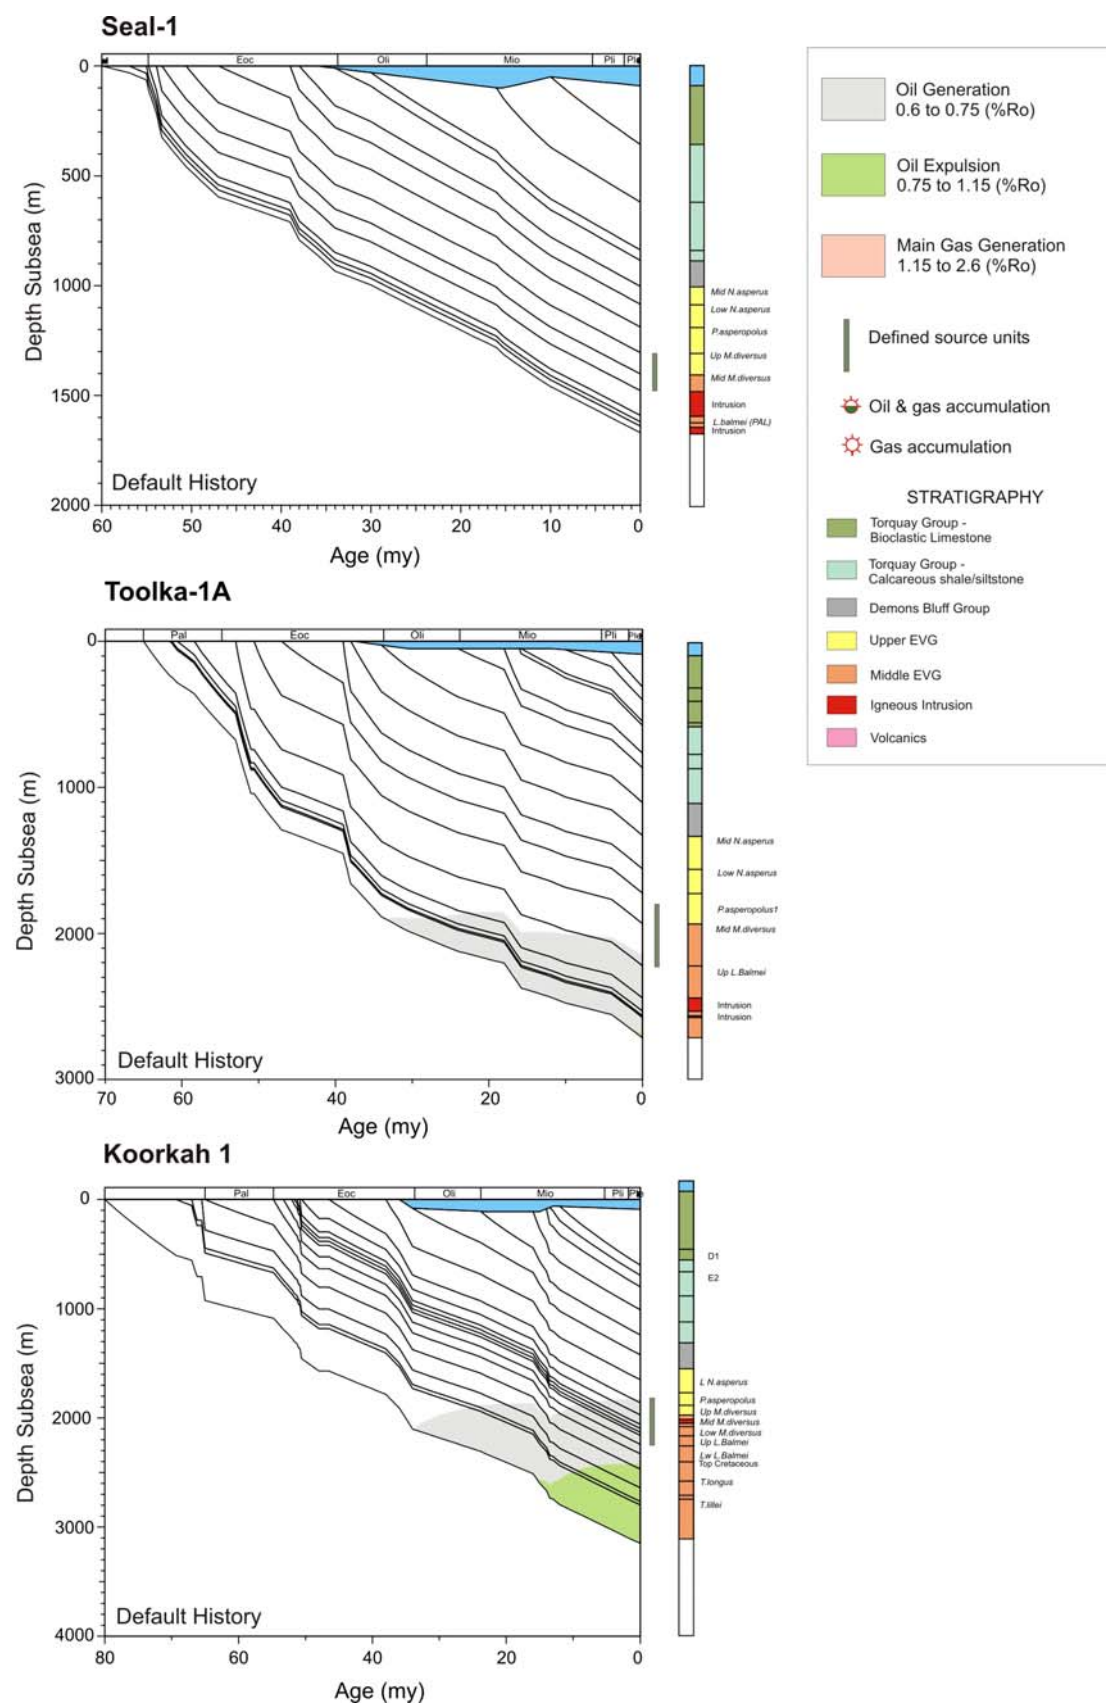 Seal-1
Eoc
Oli
Mio
Pli
Ple
0
500
1000
1500
2000
Depth Subsea (m)
Default History
60
50
40
30
20
10
0
Age (my)
Mid N.asperus
Low N.asperus
P.asperopolus
Up M.diversus
Mid M.diversus
Intrusion
L.balmei (PAL)
Intrusion
Toolka-1A
Pal
Eoc
Oli
Mio
Pli
Ple
0
1000
2000
3000
Depth Subsea (m)
Default History
70
60
40
20
0
Age (my)
Mid N.asperus
Low N.asperus
P.asperopolus1
Mid M.diversus
Up L.Balmei
Intrusion
Intrusion
Koorkah 1
Pal
Eoc
Oli
Mio
Pli
Ple
0
1000
2000
3000
4000
Depth Subsea (m)
Default History
80
60
40
20
0
Age (my)
D1
E2
L N.asperus
P.asperopolus
Up M.diversus
Mid M.diversus
Low M.diversus
Up L.Balmei
Lw L.Balmei
Top Cretaceous
T.longus
T.lillei
Oil Generation
0.6 to 0.75 (%Ro)
Oil Expulsion
0.75 to 1.15 (%Ro)
Main Gas Generation
1.15 to 2.6 (%Ro)
Defined source units
Oil & gas accumulation
Gas accumulation
STRATIGRAPHY
Torquay Group -
Bioclastic Limestone
Torquay Group -
Calcareous shale/siltstone
Demons Bluff Group
Upper EVG
Middle EVG
Igneous Intrusion
Volcanics